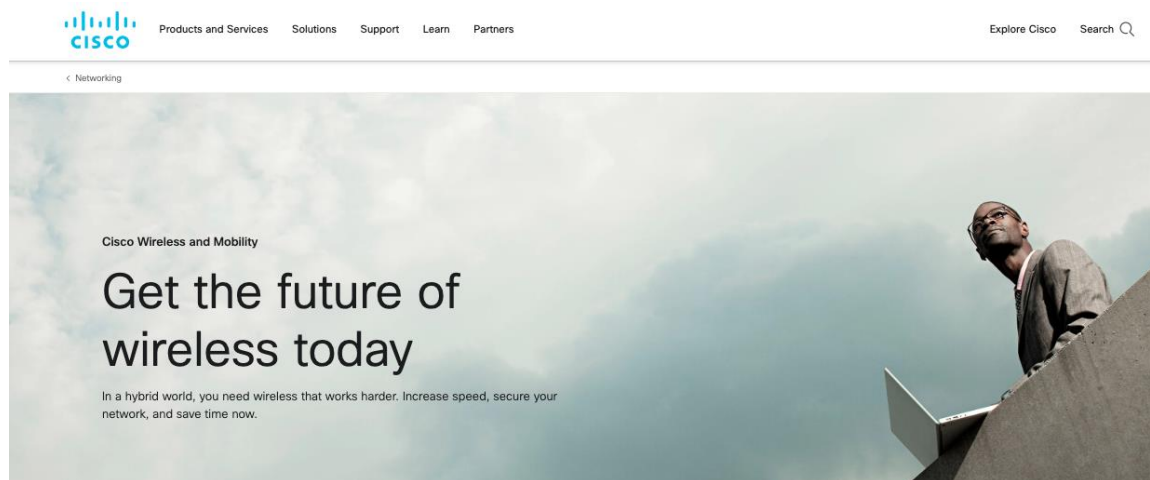 CISCO
Products and Services
Solutions
Support
Learn
Partners
Explore Cisco
Search
< Networking
Cisco Wireless and Mobility
Get the future of
wireless today
In a hybrid world, you need wireless that works harder. Increase speed, secure your
network, and save time now.